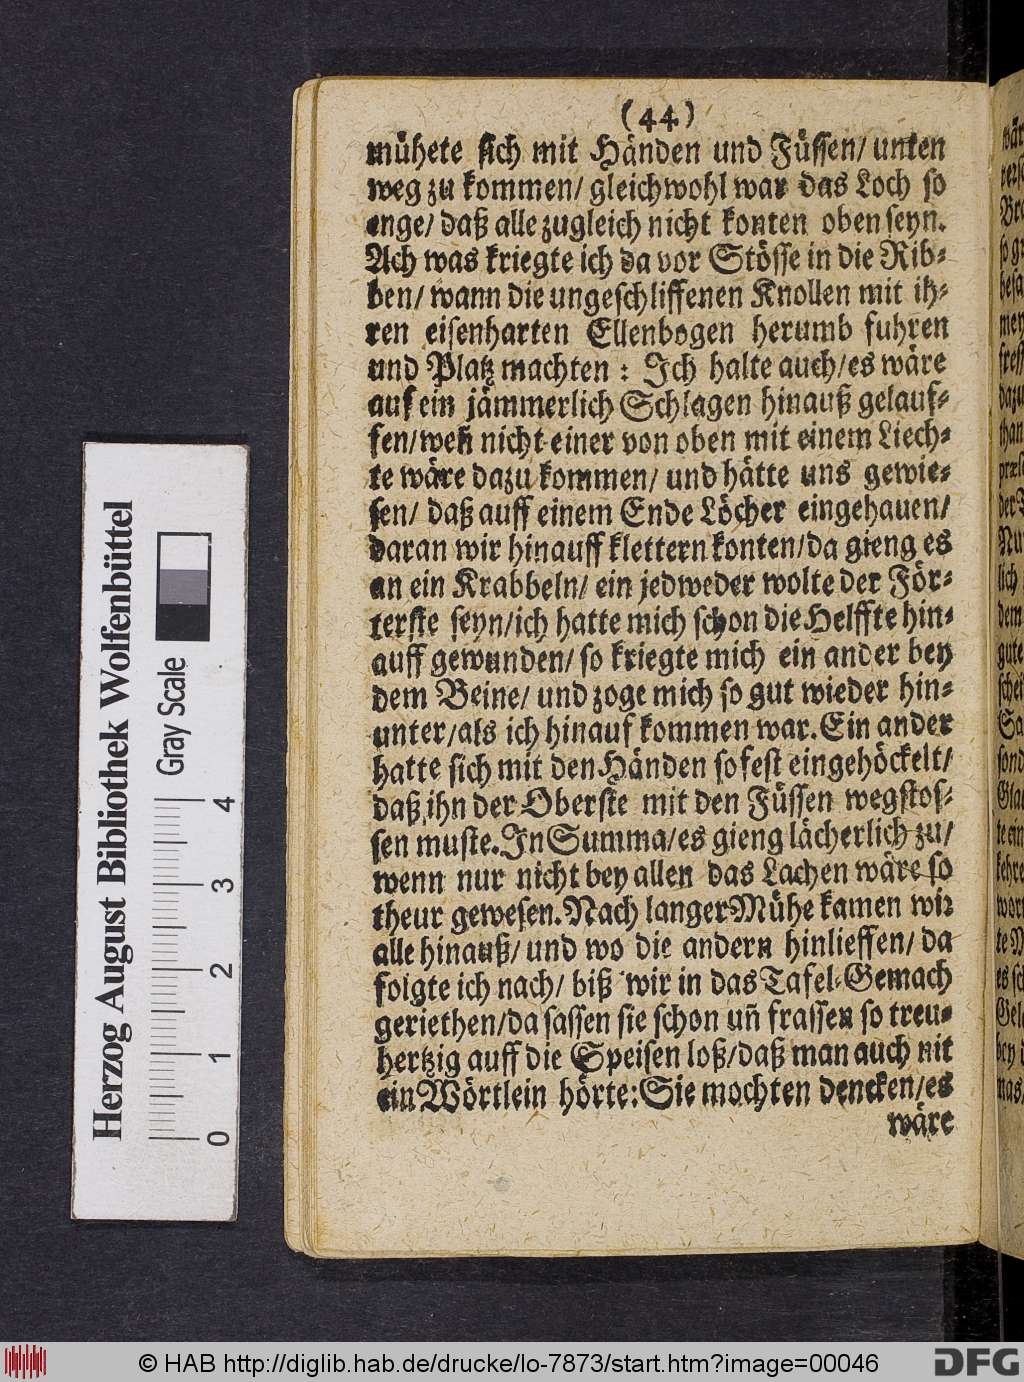 (44)
mühete sich mit Händen und Füssen/ unten
weg zu kommen/ gleichwohl war das Loch so
enge/ daß alle zugleich nicht konten oben seyn.
Ach was kriegte ich da vor Stösse in die Rib-
ben/ wann die ungeschliffenen Knollen mit ih-
ren eisenharten Ellenbogen herumb fuhren
und Platz machten: Ich halte auch/ es wäre
auf ein jämmerlich Schlagen hinauß gelauf-
fen/ weñ nicht einer von oben mit einem Liech-
te wäre dazu kommen/ und hätte uns gewie-
sen/ daß auff einem Ende Löcher eingehauen/
daran wir hinauff klettern konten/ da gieng es
an ein Krabbeln/ ein jedweder wolte der För-
terste seyn/ ich hatte mich schon die Helffte hin-
auff gewunden/ so kriegte mich ein ander bey
dem Beine/ und zoge mich so gut wieder hin-
unter/ als ich hinauf kommen war. Ein ander
hatte sich mit den Händen so fest eingehöckelt/
daß ihn der Oberste mit den Füssen wegstos-
sen muste. In Summa/ es gieng lächerlich zu/
wenn nur nicht bey allen das Lachen wäre so
theur gewesen. Nach langer Mühe kamen wir
alle hinauß/ und wo die andern hinlieffen/ da
folgte ich nach/ biß wir in das Tafel-Gemach
geriethen/ da sassen sie schon uñ frassen so treu-
hertzig auff die Speisen loß/ daß man auch nit
ein Wörtlein hörte: Sie mochten dencken/ es
wäre
Herzog August Bibliothek Wolfenbüttel
Gray Scale
0 1 2 3 4
© HAB http://diglib.hab.de/drucke/lo-7873/start.htm?image=00046
DFG